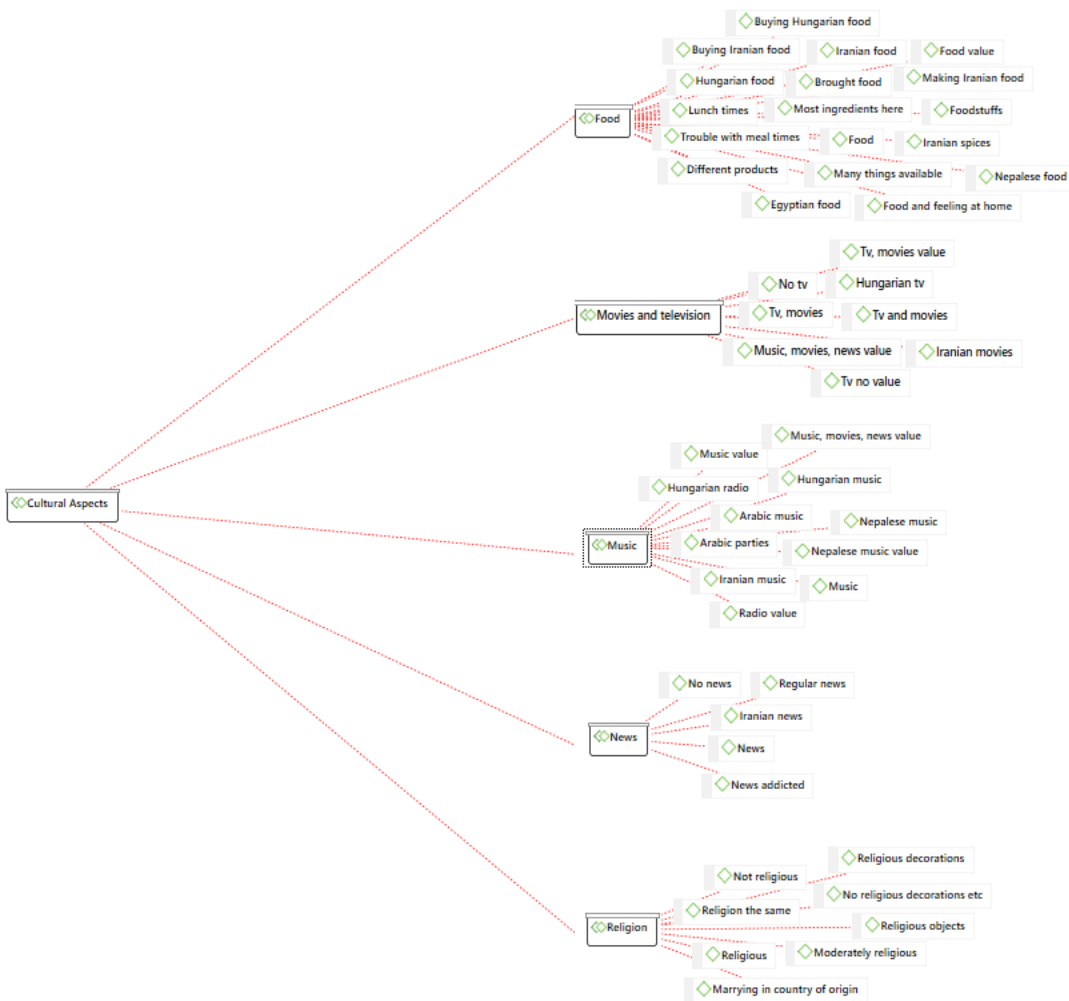 Buying Hungarian food
Buying Iranian food
Iranian food
Food value
Hungarian food
Brought food
Making Iranian food
Lunch times
Most ingredients here
Foodstuffs
Food
Trouble with meal times
Food
Iranian spices
Different products
Many things available
Nepalese food
Egyptian food
Food and feeling at home
Tv, movies value
No tv
Hungarian tv
Movies and television
Tv, movies
Tv and movies
Music, movies, news value
Iranian movies
Tv no value
Music, movies, news value
Music value
Hungarian music
Hungarian radio
Cultural Aspects
Arabic music
Nepalese music
Music
Arabic parties
Nepalese music value
Iranian music
Music
Radio value
No news
Regular news
Iranian news
News
News
News addicted
Religious decorations
Not religious
No religious decorations etc
Religion the same
Religion
Religious objects
Religious
Moderately religious
Marrying in country of origin